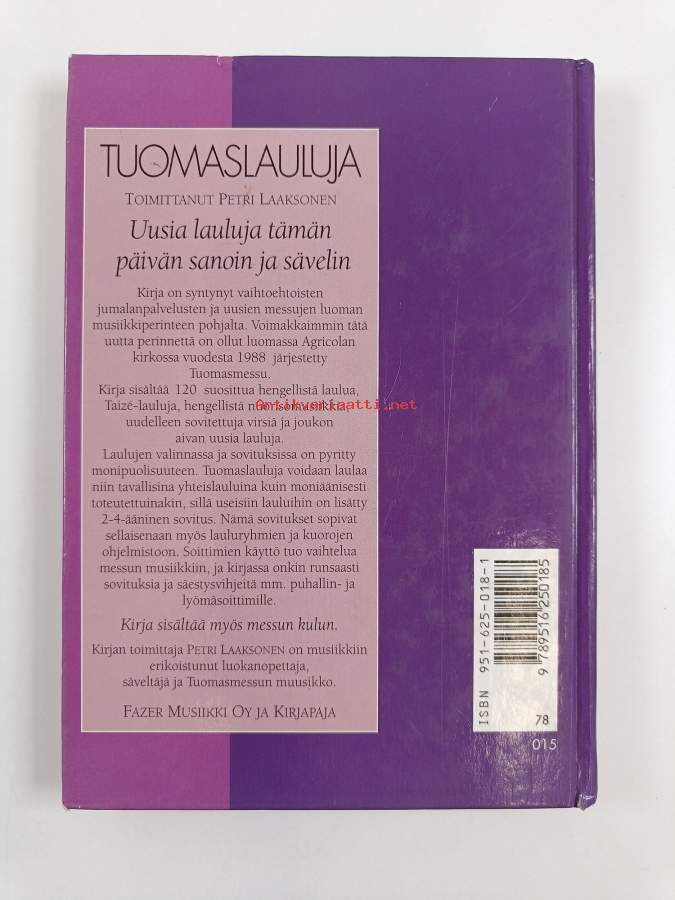 TUOMASLAULUJA
TOIMITTANUT PETRI LAAKSONEN
Uusia lauluja tämän
päivän sanoin ja sävelin
Kirja on syntynyt vaihtoehtoisten
jumalanpalvelusten ja uusien messujen luoman
musiikkiperinteen pohjalta. Voimakkaimmin tätä
uutta perinnettä on ollut luomassa Agricolan
kirkossa vuodesta 1988 järjestetty
Tuomasmessu.
Kirja sisältää 120 suosittua hengellistä laulua,
Antikvariaatti.net
Taizé-lauluja, hengellistä nuorisomusiikkia,
uudelleen sovitettuja virsiä ja joukon
aivan uusia lauluja.
Laulujen valinnassa ja sovituksissa on pyritty
monipuolisuuteen. Tuomaslauluja voidaan laulaa
niin tavallisina yhteislauluina kuin moniäänisesti
toteutettuinakin, sillä useisiin lauluihin on lisätty
2-4-ääninen sovitus. Nämä sovitukset sopivat
sellaisenaan myös lauluryhmien ja kuorojen
ohjelmistoon. Soittimien käyttö tuo vaihtelua
messun musiikkiin, ja kirjassa onkin runsaasti
sovituksia ja säestysvihjeitä mm. puhallin- ja
lyömäsoittimille.
Kirja sisältää myös messun kulun.
Kirjan toimittaja PETRI LAAKSONEN on musiikkiin
erikoistunut luokanopettaja,
säveltäjä ja Tuomasmessun muusikko.
FAZER MUSIIKKI OY JA KIRJAPAJA
ISBN 951-625-018-1
9 789516 250185
78
015